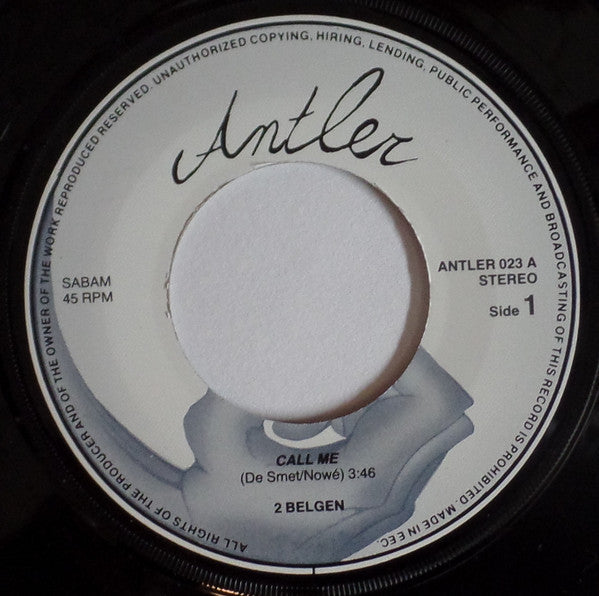 ALL RIGHTS OF THE PRODUCER AND OF THE OWNER OF THE WORK REPRODUCED RESERVED. UNAUTHORIZED COPYING, HIRING, LENDING, PUBLIC PERFORMANCE AND BROADCASTING OF THIS RECORD IS PROHIBITED. MADE IN EEC.
Antler
SABAM
45 RPM
ANTLER 023 A
STEREO
Side 1
CALL ME
(De Smet/Nowé) 3:46
2 BELGEN